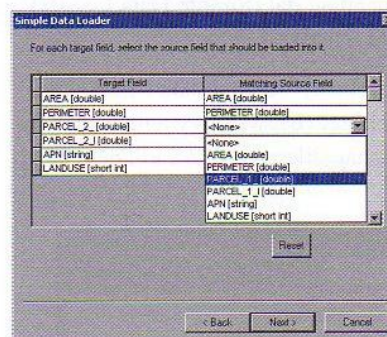 Simple Data Loader
For each target field, select the source field that should be loaded into it.
Target Field Matching Source Field
AREA [double] AREA [double]
PERIMETER [double] PERIMETER [double]
PARCEL_2_ [double] <None>
PARCEL_2_I [double] <None>
APN [string] AREA [double]
LANDUSE [short int] PERIMETER [double]
PARCEL_1_ [double]
PARCEL_1_I [double]
APN [string]
LANDUSE [short int]
Reset
< Back Next > Cancel